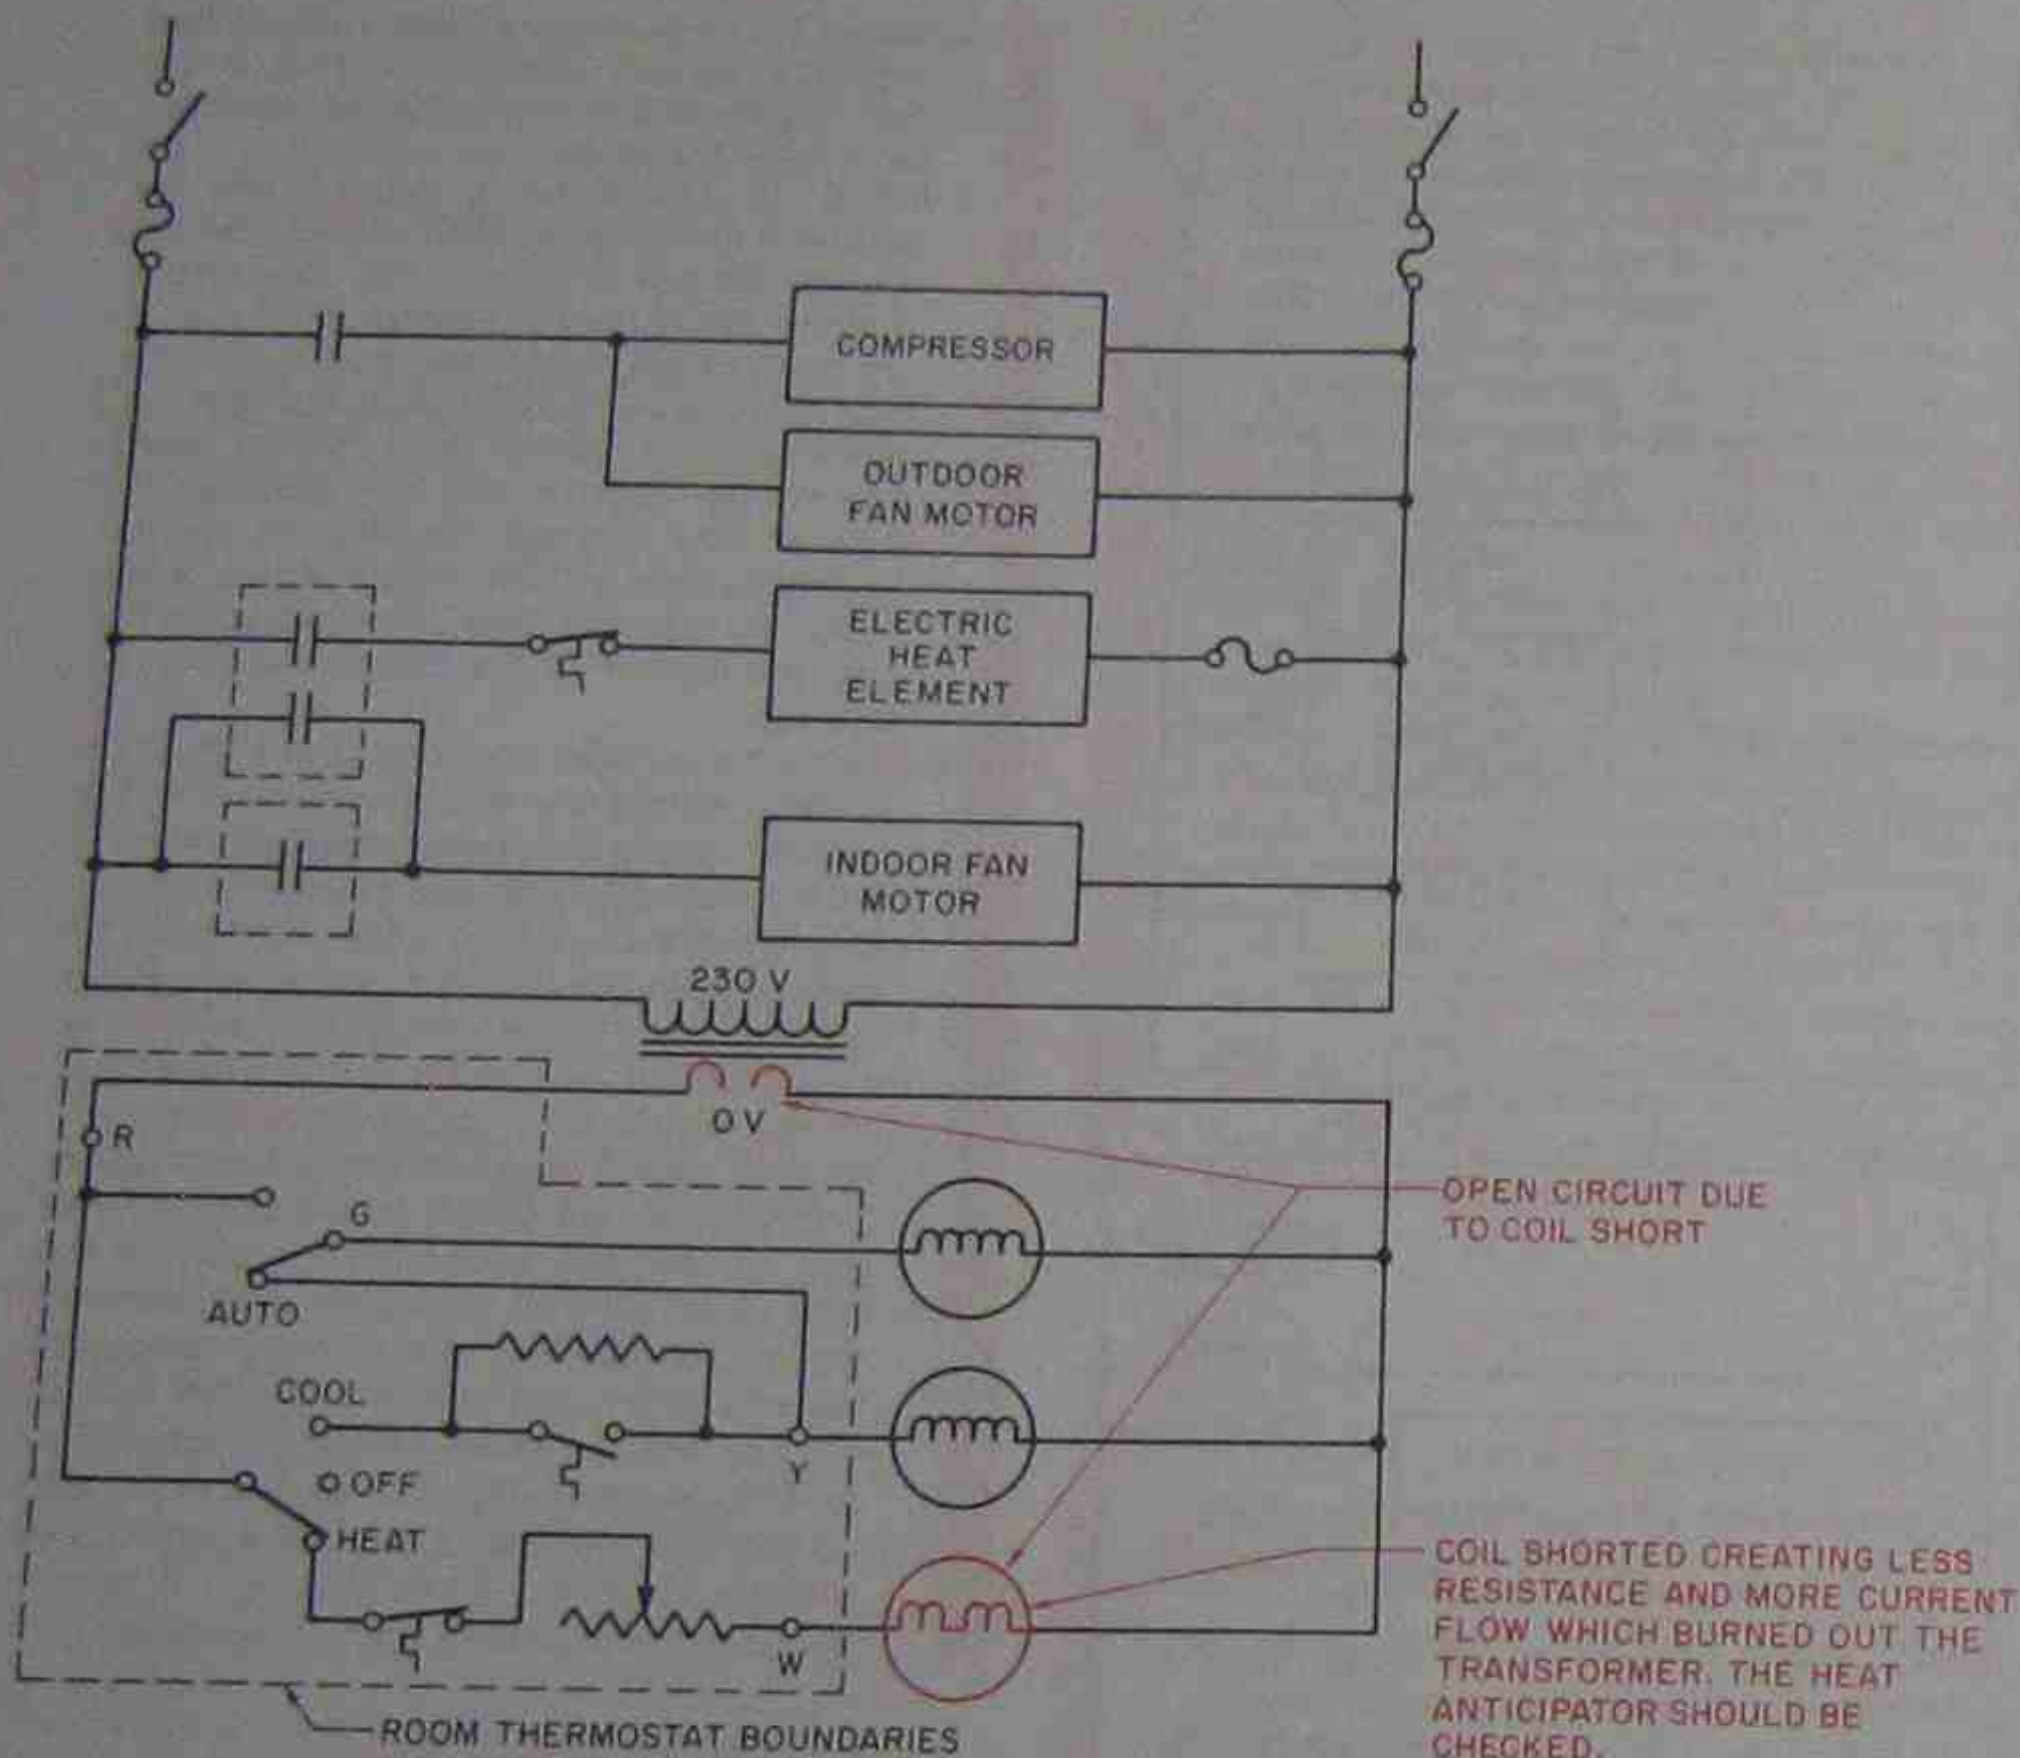 COMPRESSOR
OUTDOOR
FAN MOTOR
ELECTRIC
HEAT
ELEMENT
INDOOR FAN
MOTOR
230 V
0 V
R
G
AUTO
OPEN CIRCUIT DUE
TO COIL SHORT
COOL
Y
OFF
HEAT
W
COIL SHORTED CREATING LESS
RESISTANCE AND MORE CURRENT
FLOW WHICH BURNED OUT THE
TRANSFORMER. THE HEAT
ANTICIPATOR SHOULD BE
CHECKED.
ROOM THERMOSTAT BOUNDARIES